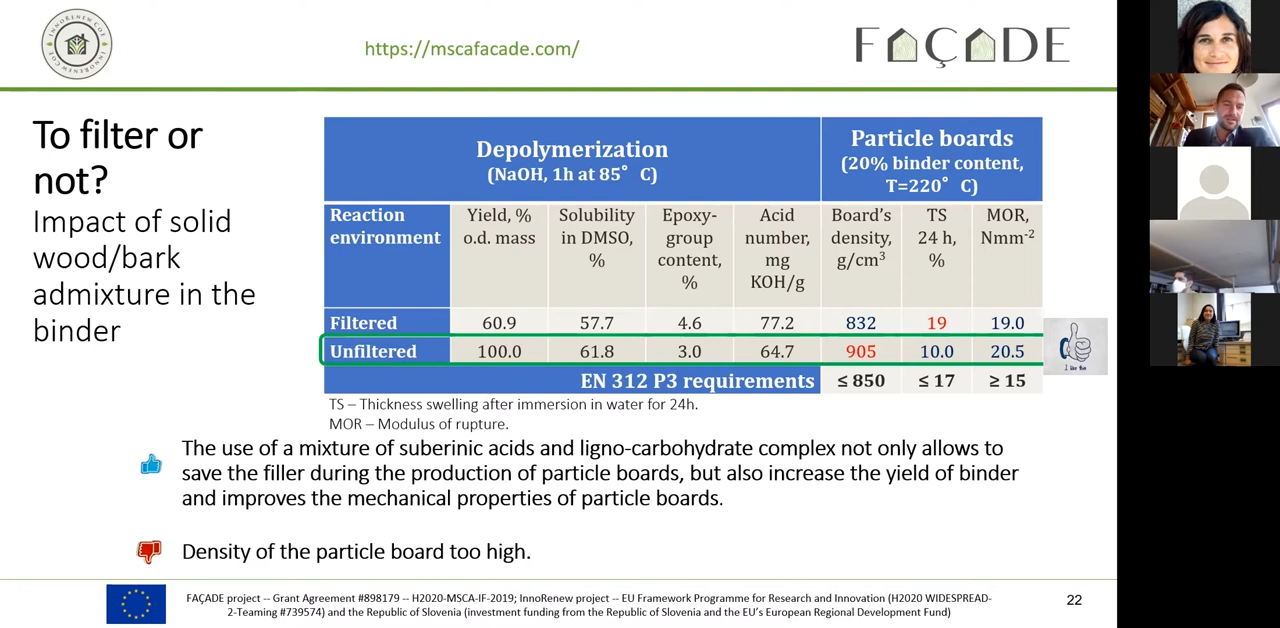 INNORENEW COE
INNORENEW COE
https://mscafacade.com/
FAÇADE
To filter or
not?
Impact of solid
wood/bark
admixture in the
binder
Depolymerization
(NaOH, 1h at 85° C)
Particle boards
(20% binder content,
T=220° C)
Reaction environment
Yield, % o.d. mass
Solubility in DMSO, %
Epoxy-group content, %
Acid number, mg KOH/g
Board's density, g/cm³
TS 24 h, %
MOR, Nmm⁻²
Filtered 60.9 57.7 4.6 77.2 832 19 19.0
Unfiltered 100.0 61.8 3.0 64.7 905 10.0 20.5
I like this
EN 312 P3 requirements ≤ 850 ≤ 17 ≥ 15
TS – Thickness swelling after immersion in water for 24h.
MOR – Modulus of rupture.
The use of a mixture of suberinic acids and ligno-carbohydrate complex not only allows to
save the filler during the production of particle boards, but also increase the yield of binder
and improves the mechanical properties of particle boards.
Density of the particle board too high.
FAÇADE project -- Grant Agreement #898179 -- H2020-MSCA-IF-2019; InnoRenew project -- EU Framework Programme for Research and Innovation (H2020 WIDESPREAD-
2-Teaming #739574) and the Republic of Slovenia (investment funding from the Republic of Slovenia and the EU's European Regional Development Fund)
22